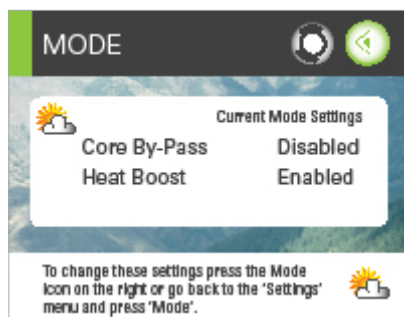 MODE
Current Mode Settings
Core By-Pass Disabled
Heat Boost Enabled
To change these settings press the Mode
icon on the right or go back to the 'Settings'
menu and press 'Mode'.